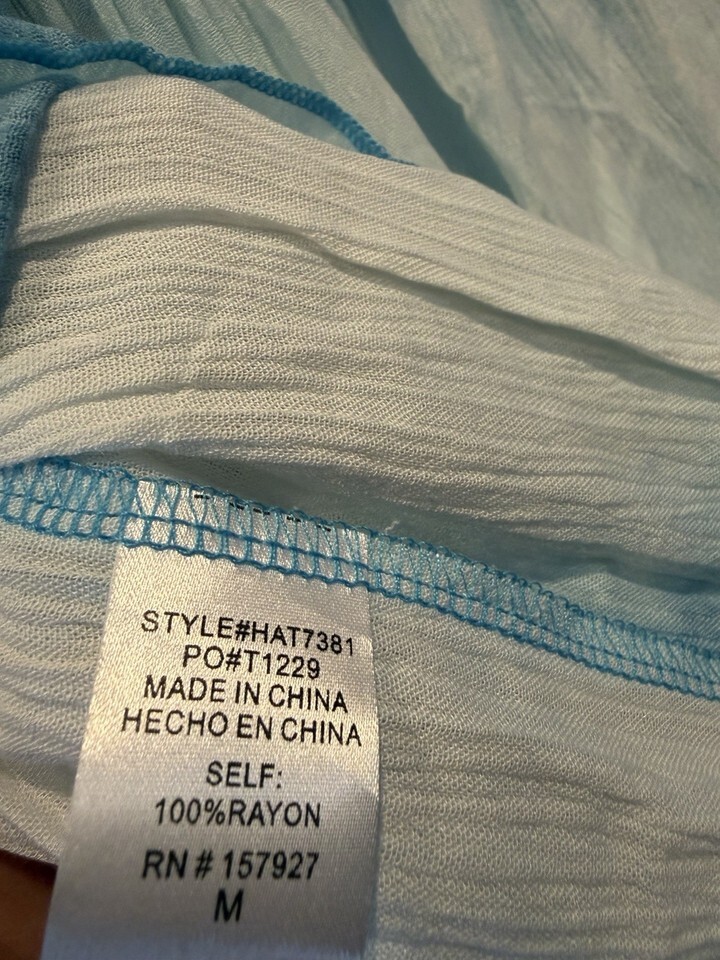 STYLE#HAT7381
PO#T1229
MADE IN CHINA
HECHO EN CHINA
SELF:
100%RAYON
RN # 157927
M